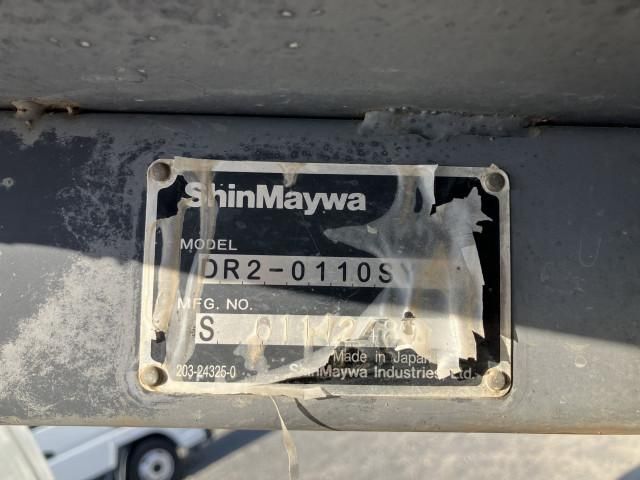 ShinMaywa
MODEL
DR2-0110S
MFG. NO.
S
Made in Japan
203-24325-0
ShinMaywa Industries, Ltd.